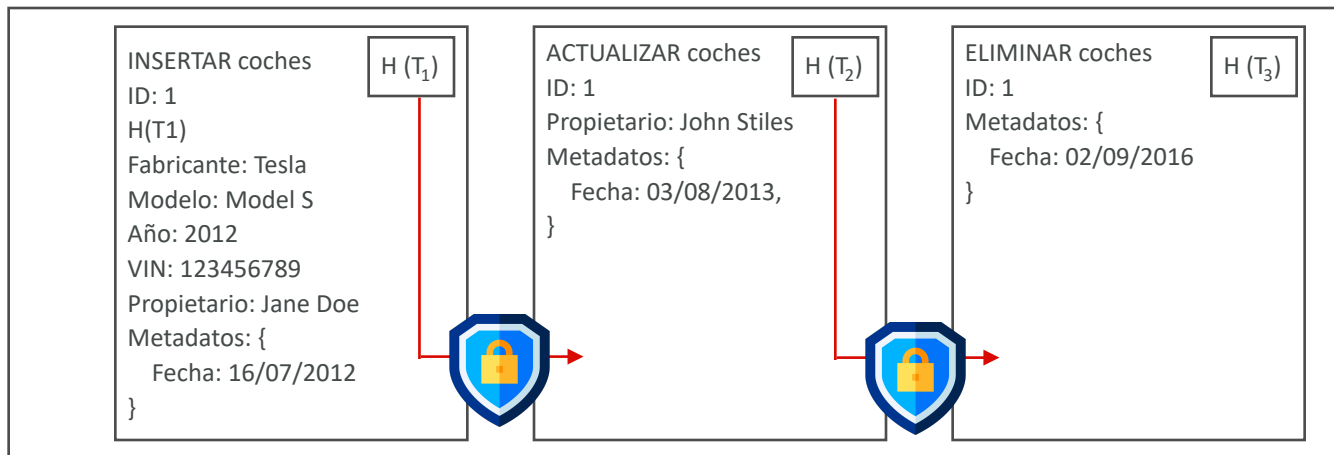 INSERTAR coches
ID: 1
H(T1)
Fabricante: Tesla
Modelo: Model S
Año: 2012
VIN: 123456789
Propietario: Jane Doe
Metadatos: {
Fecha: 16/07/2012
}
H (T1)
ACTUALIZAR coches
ID: 1
Propietario: John Stiles
Metadatos: {
Fecha: 03/08/2013,
}
H (T2)
ELIMINAR coches
ID: 1
Metadatos: {
Fecha: 02/09/2016
}
H (T3)